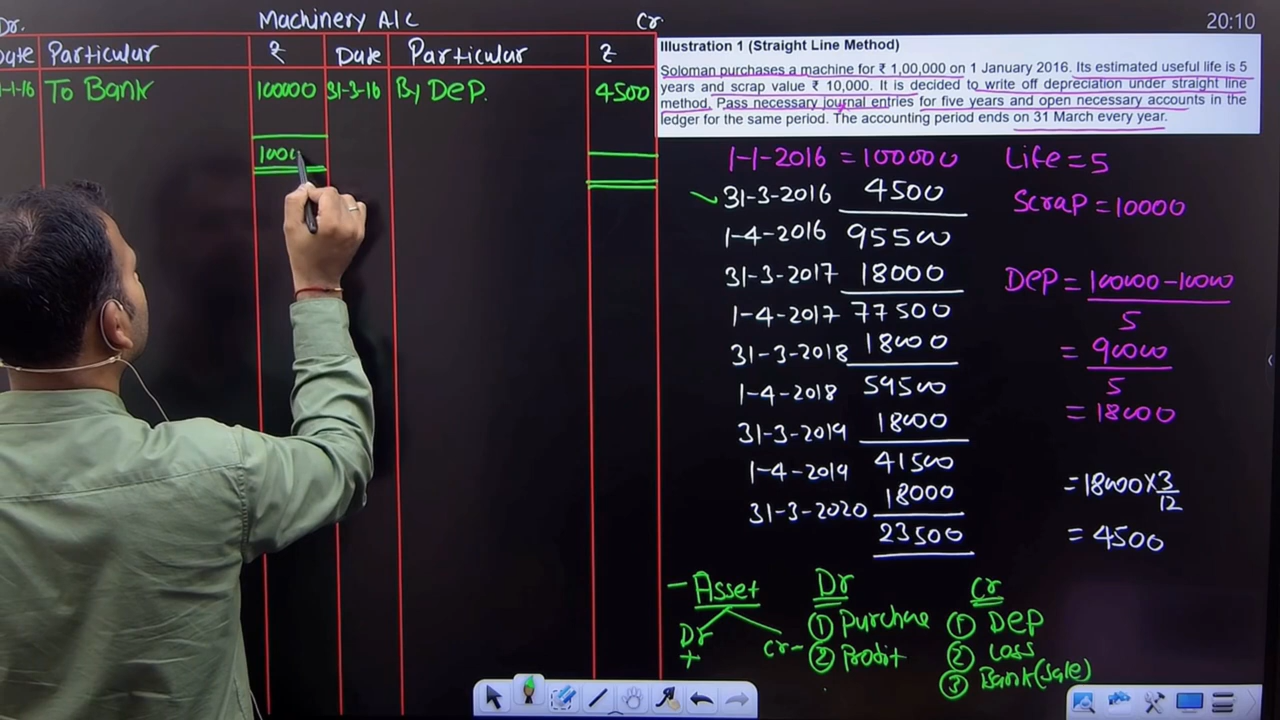 Dr. Machinery A/C Cr.
Date Particular ₹ Date Particular ₹
1-1-16 To Bank 100000 31-3-16 By Dep. 4500
1000
20:10
Illustration 1 (Straight Line Method)
Soloman purchases a machine for ₹ 1,00,000 on 1 January 2016. Its estimated useful life is 5
years and scrap value ₹ 10,000. It is decided to write off depreciation under straight line
method. Pass necessary journal entries for five years and open necessary accounts in the
ledger for the same period. The accounting period ends on 31 March every year.
1-1-2016 = 100000
31-3-2016 4500
1-4-2016 95500
31-3-2017 18000
1-4-2017 77500
31-3-2018 18000
1-4-2018 59500
31-3-2019 18000
1-4-2019 41500
31-3-2020 18000
23500
Life = 5
Scrap = 10000
Dep = 100000 - 10000
5
= 90000
5
= 18000
= 18000 × 3
12
= 4500
- Asset
Dr Cr -
+
Dr
① Purchase
② Profit
Cr
① Dep
② Loss
③ Bank (Sale)